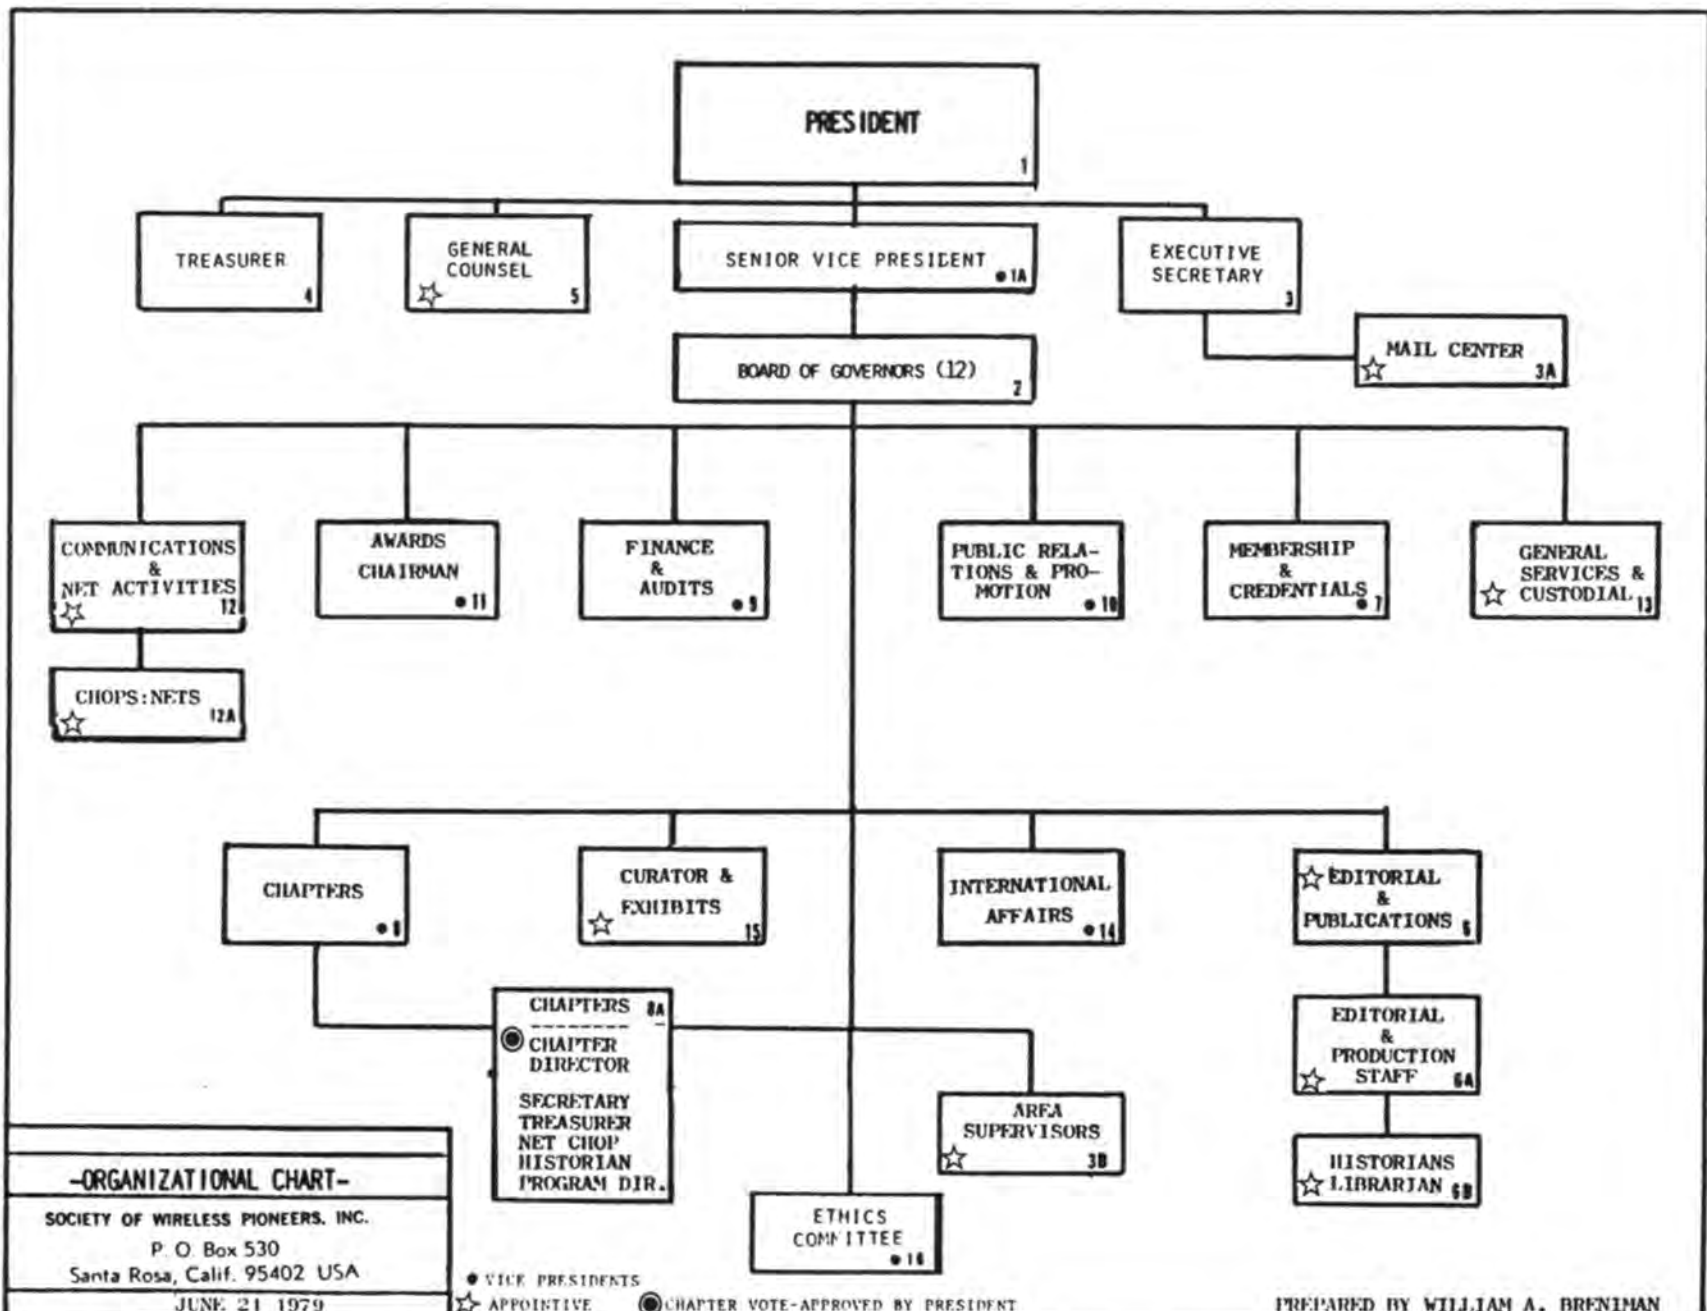 PRESIDENT
1
TREASURER
4
GENERAL
COUNSEL
5
SENIOR VICE PRESIDENT
1A
EXECUTIVE
SECRETARY
3
MAIL CENTER
3A
BOARD OF GOVERNORS (12)
2
COMMUNICATIONS
&
NET ACTIVITIES
12
AWARDS
CHAIRMAN
11
FINANCE
&
AUDITS
9
PUBLIC RELA-
TIONS & PRO-
MOTION
10
MEMBERSHIP
&
CREDENTIALS
7
GENERAL
SERVICES &
CUSTODIAL
13
CHOPS:NETS
12A
CHAPTERS
8
CURATOR &
EXHIBITS
15
INTERNATIONAL
AFFAIRS
14
EDITORIAL
&
PUBLICATIONS
6
CHAPTERS 8A
CHAPTER
DIRECTOR
SECRETARY
TREASURER
NET CHOP
HISTORIAN
PROGRAM DIR.
EDITORIAL
&
PRODUCTION
STAFF 6A
AREA
SUPERVISORS
3B
HISTORIANS
LIBRARIAN 6B
ETHICS
COMMITTEE
16
-ORGANIZATIONAL CHART-
SOCIETY OF WIRELESS PIONEERS, INC.
P. O. Box 530
Santa Rosa, Calif. 95402 USA
JUNE 21 1979
VICE PRESIDENTS
APPOINTIVE
CHAPTER VOTE-APPROVED BY PRESIDENT
PREPARED BY WILLIAM A. BRENIMAN